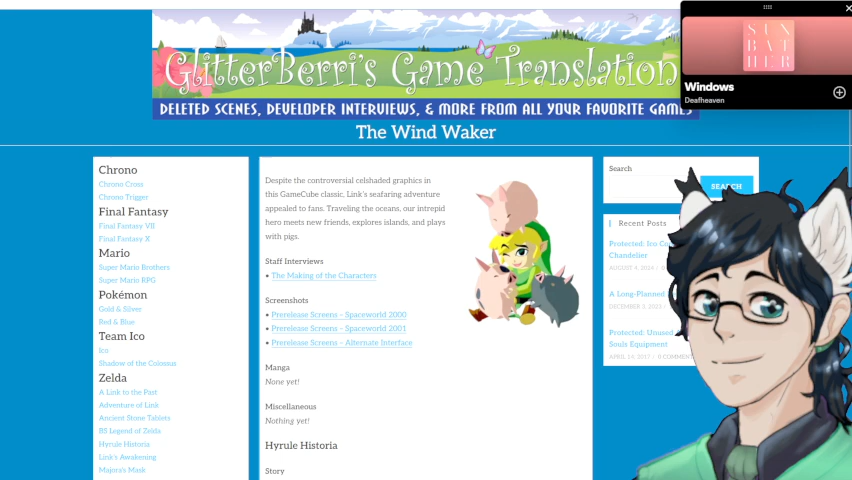 GlitterBerri's Game Translation
DELETED SCENES, DEVELOPER INTERVIEWS, & MORE FROM ALL YOUR FAVORITE GAMES
SUN
BAT
HER
Windows
Deafheaven
The Wind Waker
Chrono
Chrono Cross
Chrono Trigger
Final Fantasy
Final Fantasy VII
Final Fantasy X
Mario
Super Mario Brothers
Super Mario RPG
Pokémon
Gold & Silver
Red & Blue
Team Ico
Ico
Shadow of the Colossus
Zelda
A Link to the Past
Adventure of Link
Ancient Stone Tablets
BS Legend of Zelda
Hyrule Historia
Link's Awakening
Majora's Mask
Despite the controversial celshaded graphics in
this GameCube classic, Link's seafaring adventure
appealed to fans. Traveling the oceans, our intrepid
hero meets new friends, explores islands, and plays
with pigs.
Staff Interviews
• The Making of the Characters
Screenshots
• Prerelease Screens – Spaceworld 2000
• Prerelease Screens – Spaceworld 2001
• Prerelease Screens – Alternate Interface
Manga
None yet!
Miscellaneous
Nothing yet!
Hyrule Historia
Story
Search
SEARCH
Recent Posts
Protected: Ico
Chandelier
AUGUST 4, 2024 / 0
A Long-Planned
DECEMBER 3, 2023
Protected: Unused
Souls Equipment
APRIL 14, 2017 / 0 COMMENT